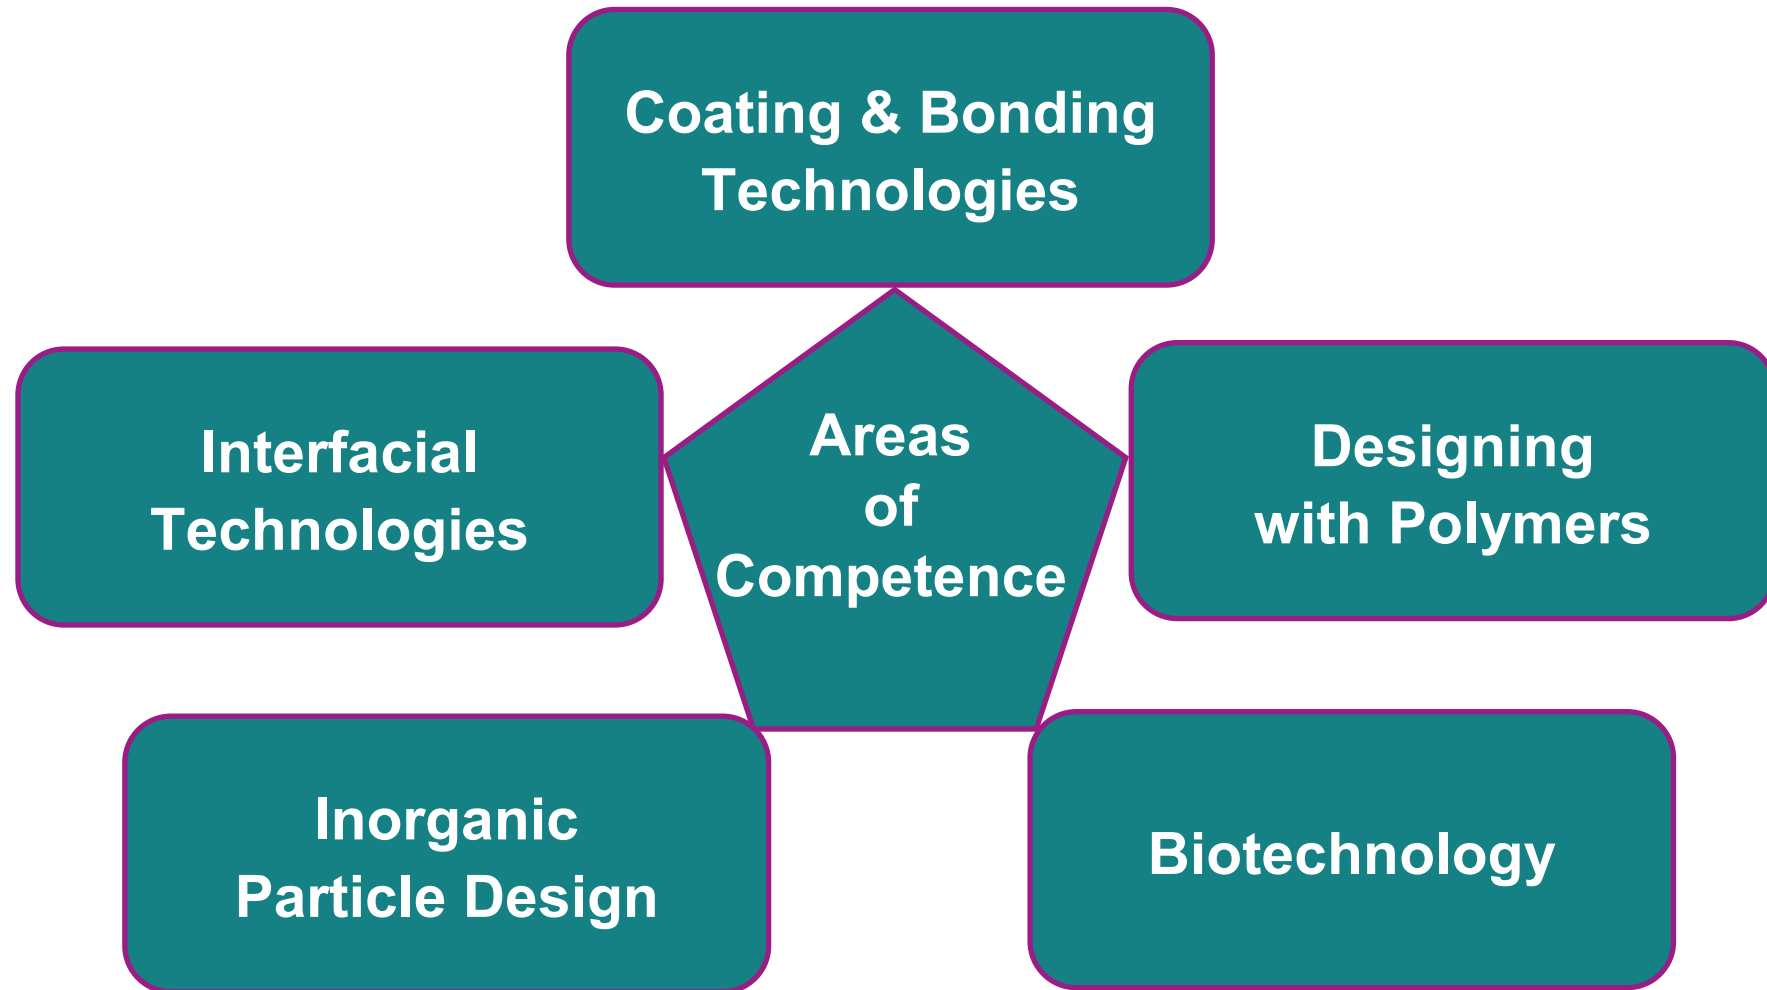 Coating & Bonding
Technologies
Interfacial
Technologies
Areas
of
Competence
Designing
with Polymers
Inorganic
Particle Design
Biotechnology